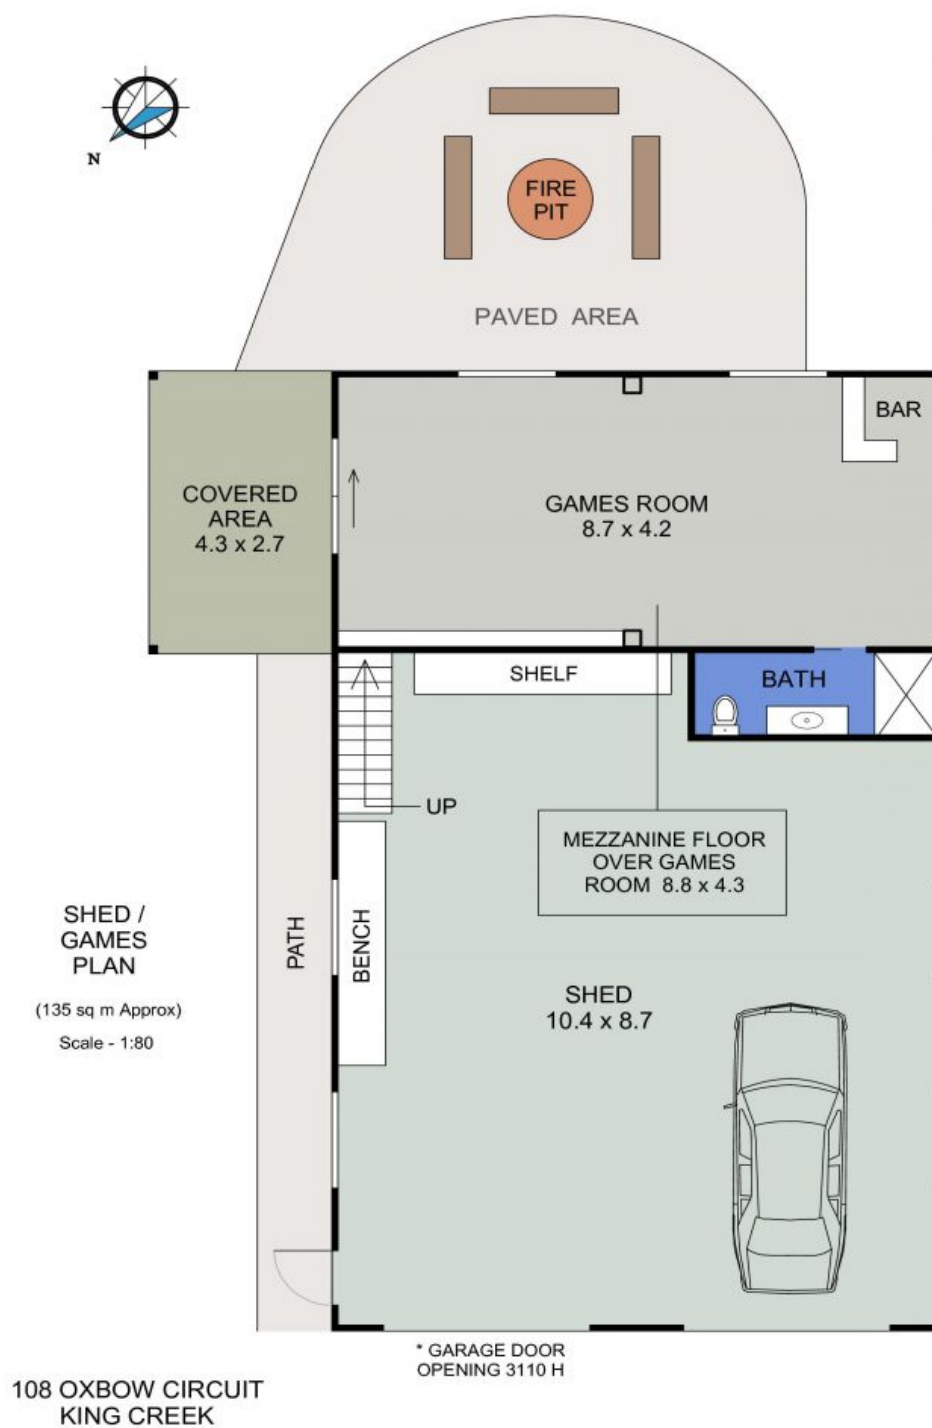 N
FIRE
PIT
PAVED AREA
BAR
COVERED
AREA
4.3 x 2.7
GAMES ROOM
8.7 x 4.2
SHELF
BATH
UP
MEZZANINE FLOOR
OVER GAMES
ROOM 8.8 x 4.3
SHED /
GAMES
PLAN
(135 sq m Approx)
Scale - 1:80
PATH
BENCH
SHED
10.4 x 8.7
* GARAGE DOOR
OPENING 3110 H
108 OXBOW CIRCUIT
KING CREEK